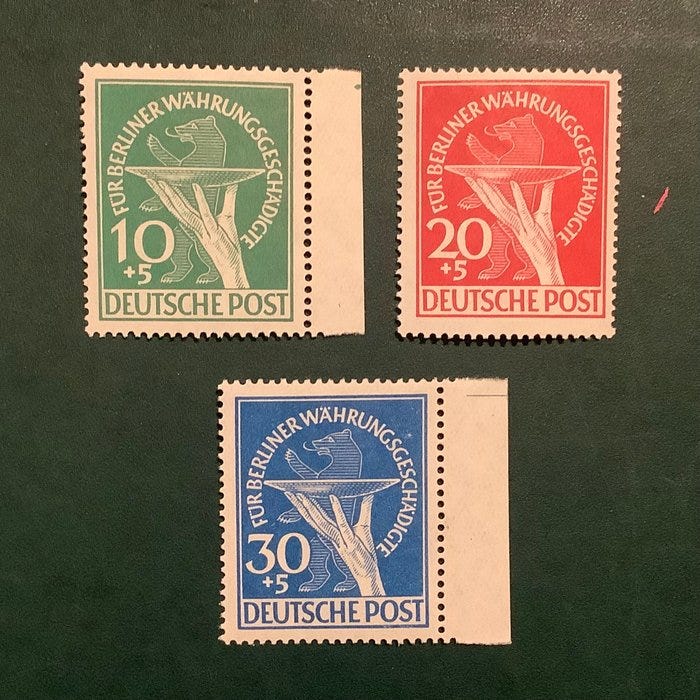 FÜR BERLINER WÄHRUNGSGESCHÄDIGTE
10
+5
DEUTSCHE POST
FÜR BERLINER WÄHRUNGSGESCHÄDIGTE
20
+5
DEUTSCHE POST
FÜR BERLINER WÄHRUNGSGESCHÄDIGTE
30
+5
DEUTSCHE POST